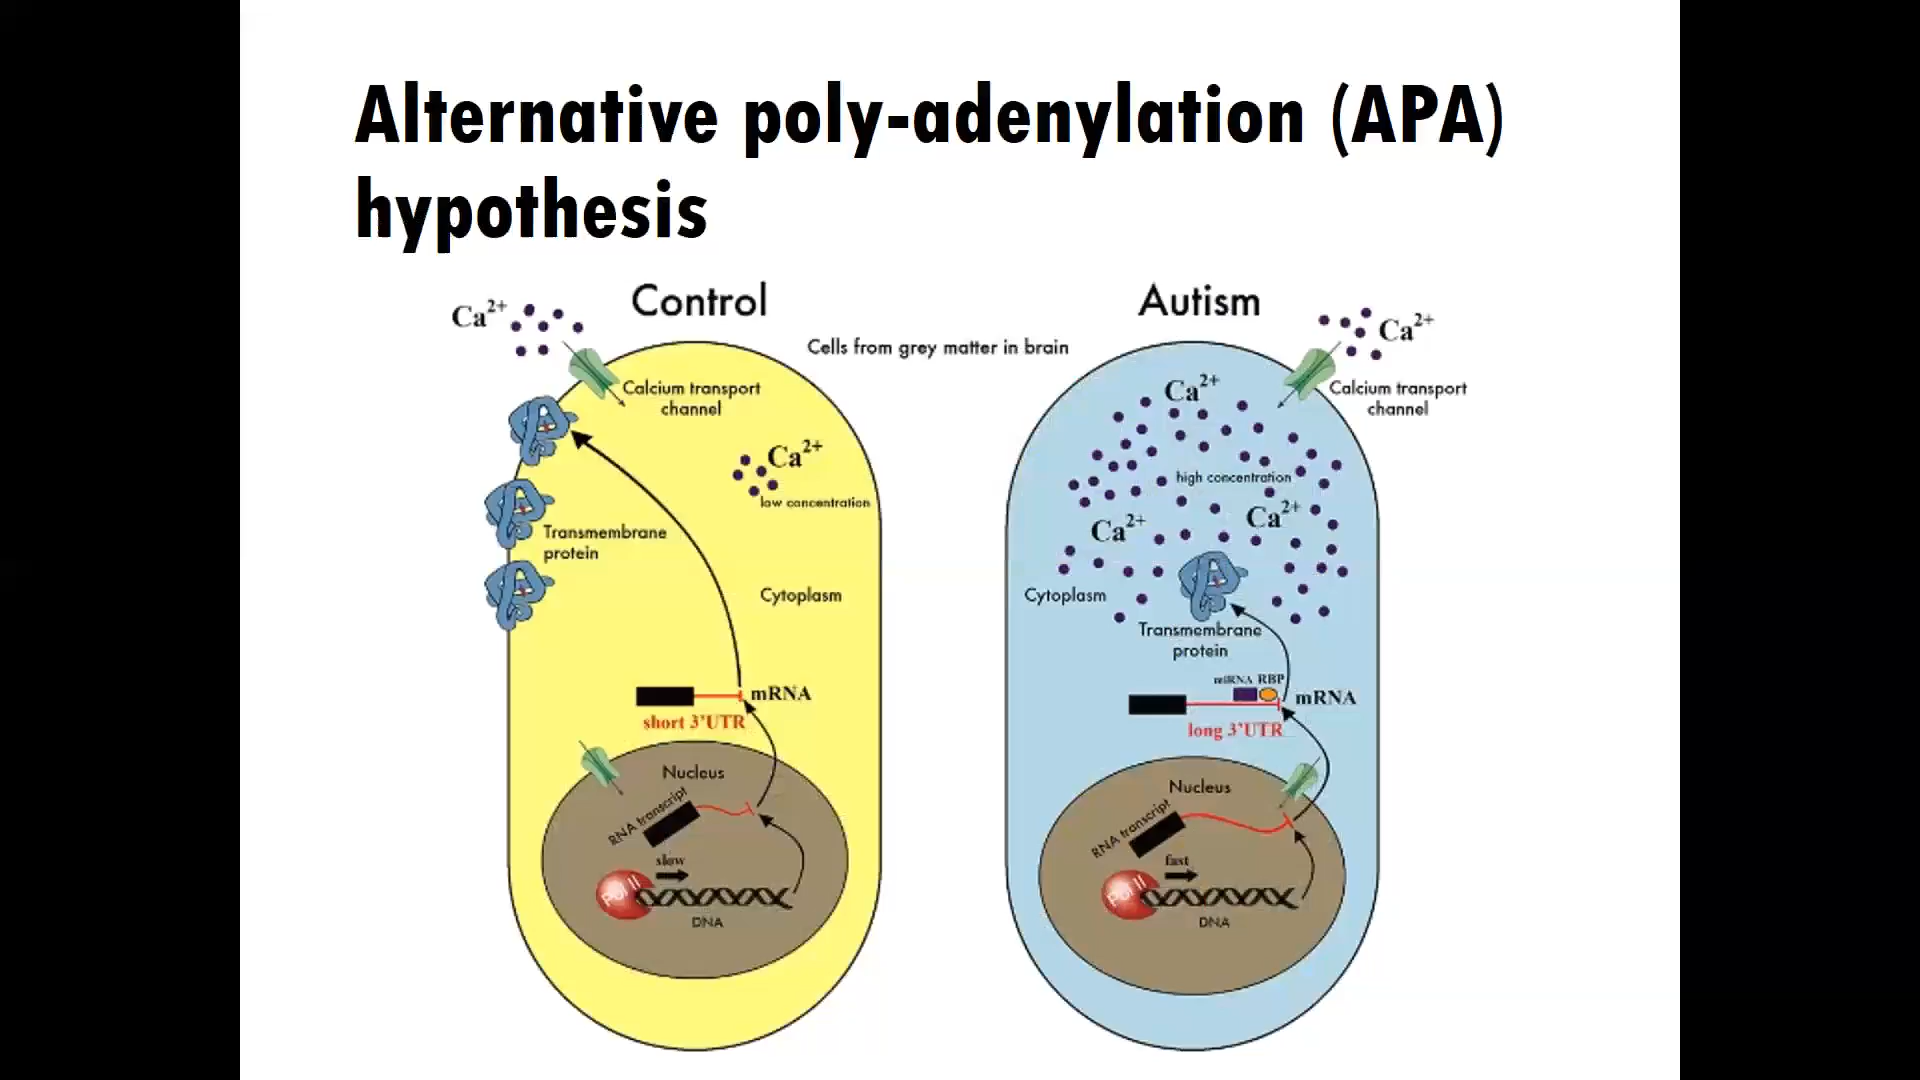 Alternative poly-adenylation (APA)
hypothesis
Control
Ca2+
Calcium transport
channel
Ca2+
low concentration
Transmembrane
protein
Cytoplasm
mRNA
short 3'UTR
Nucleus
RNA transcript
slow
Pol II
DNA
Cells from grey matter in brain
Autism
Ca2+
Calcium transport
channel
Ca2+
high concentration
Ca2+
Ca2+
Cytoplasm
Transmembrane
protein
miRNA RBP
mRNA
long 3'UTR
Nucleus
RNA transcript
fast
Pol II
DNA